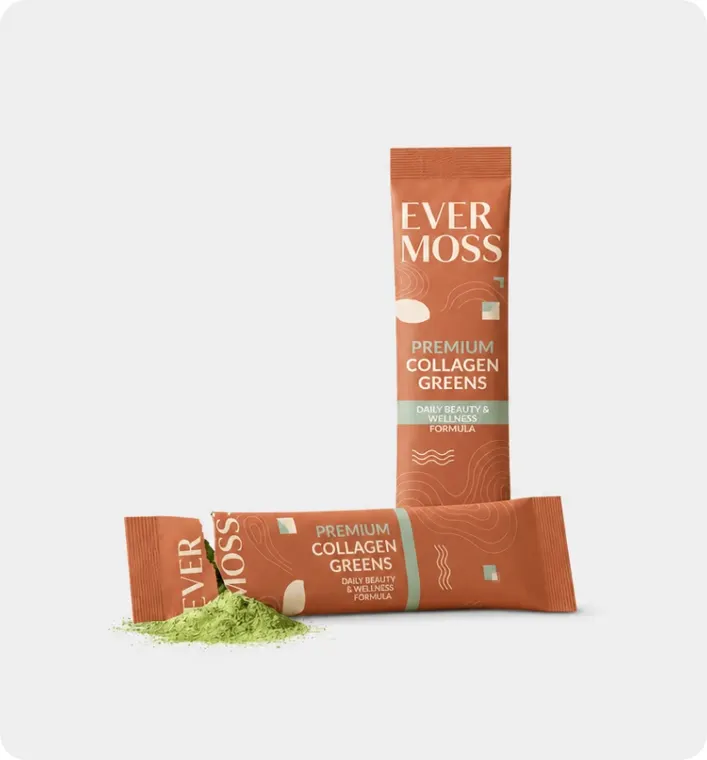 EVER
MOSS
PREMIUM
COLLAGEN
GREENS
DAILY BEAUTY &
WELLNESS
FORMULA
EVER
MOSS
PREMIUM
COLLAGEN
GREENS
DAILY BEAUTY
& WELLNESS
FORMULA